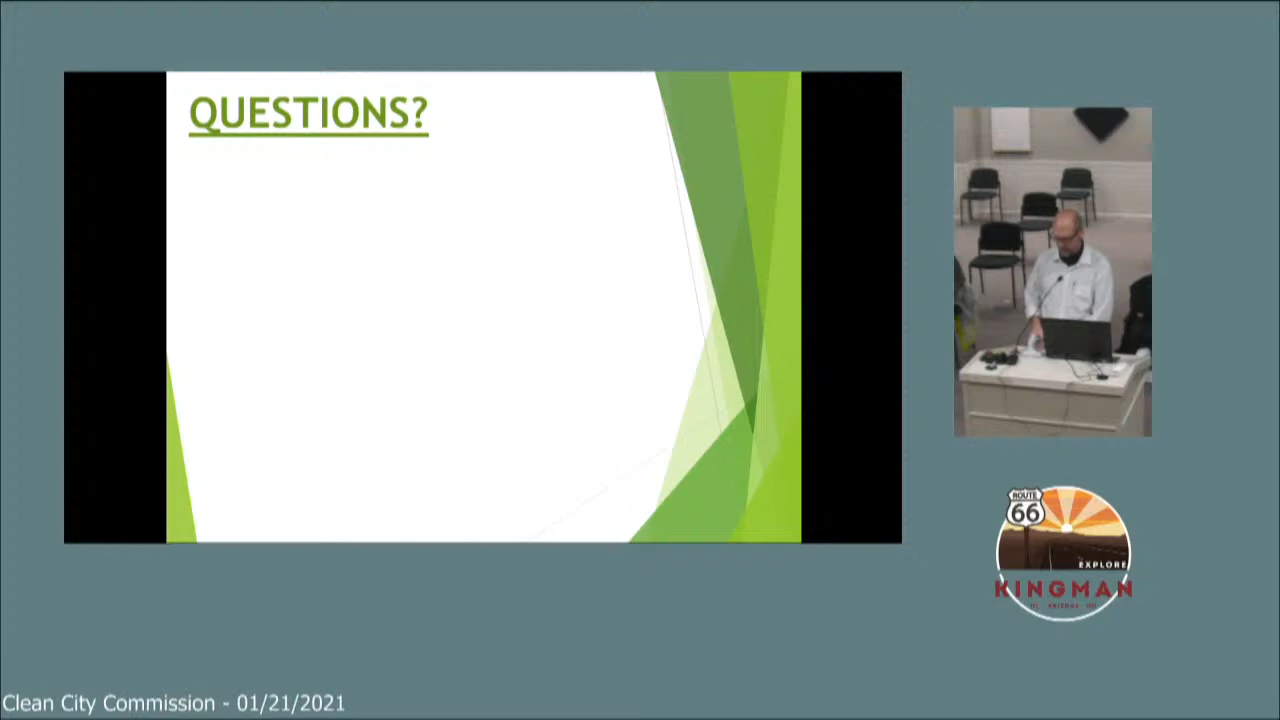 QUESTIONS?
ROUTE
66
EXPLORE
KINGMAN
Clean City Commission - 01/21/2021